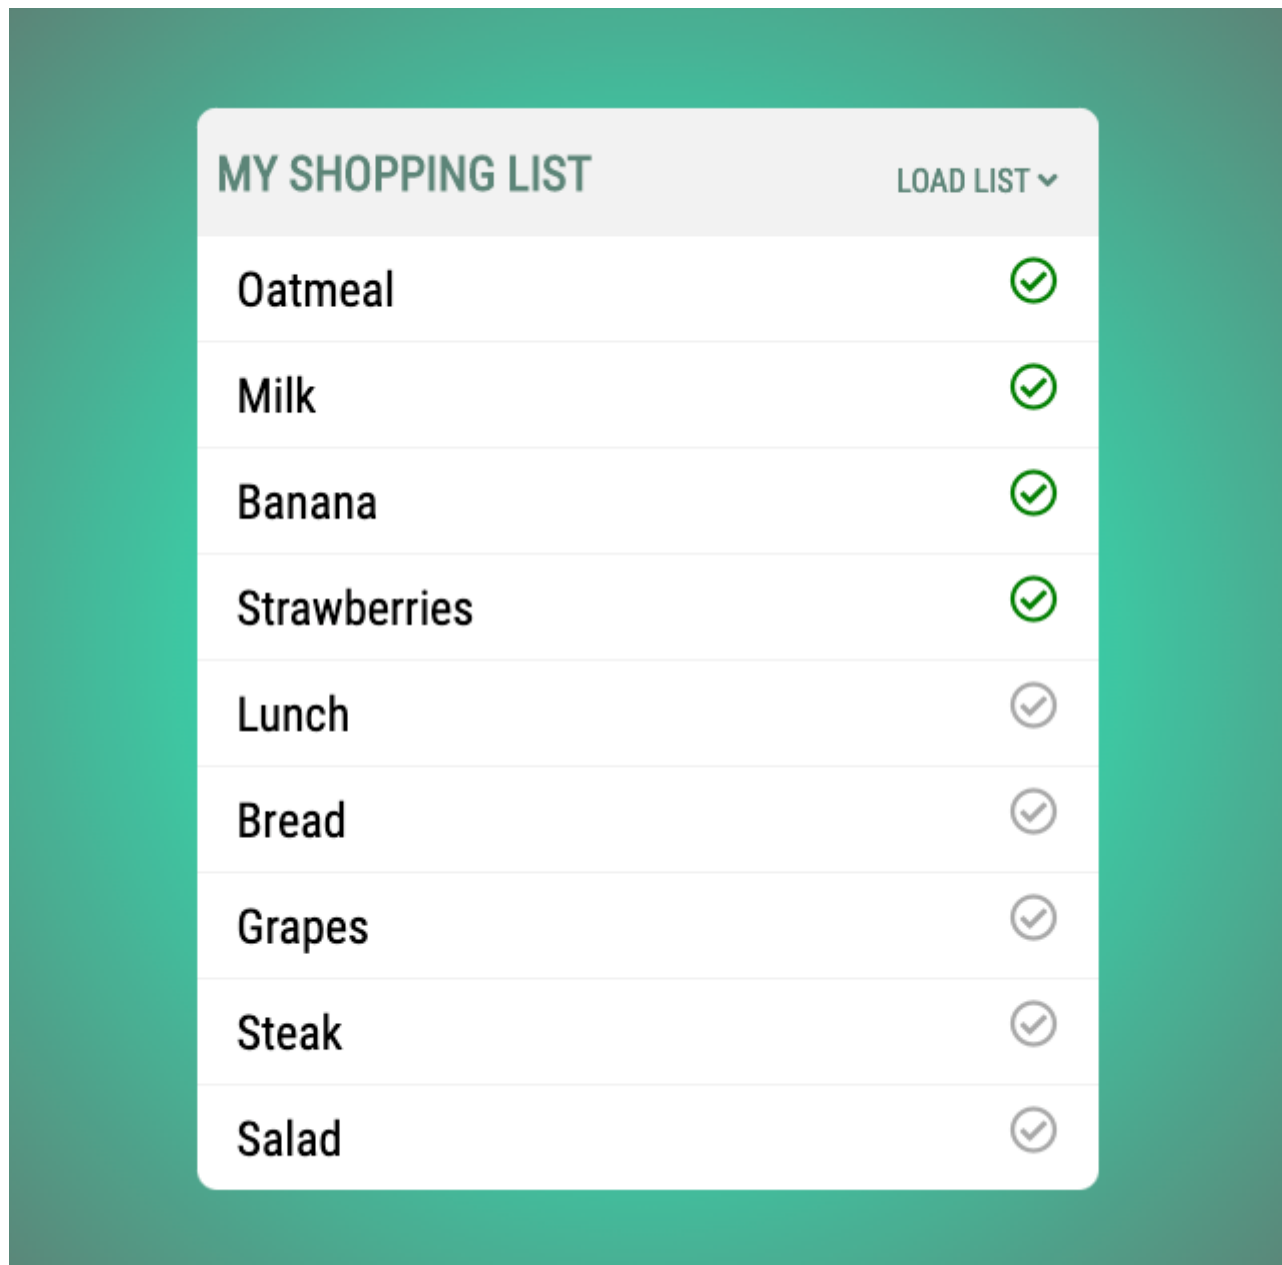 MY SHOPPING LIST
LOAD LIST
Oatmeal
Milk
Banana
Strawberries
Lunch
Bread
Grapes
Steak
Salad